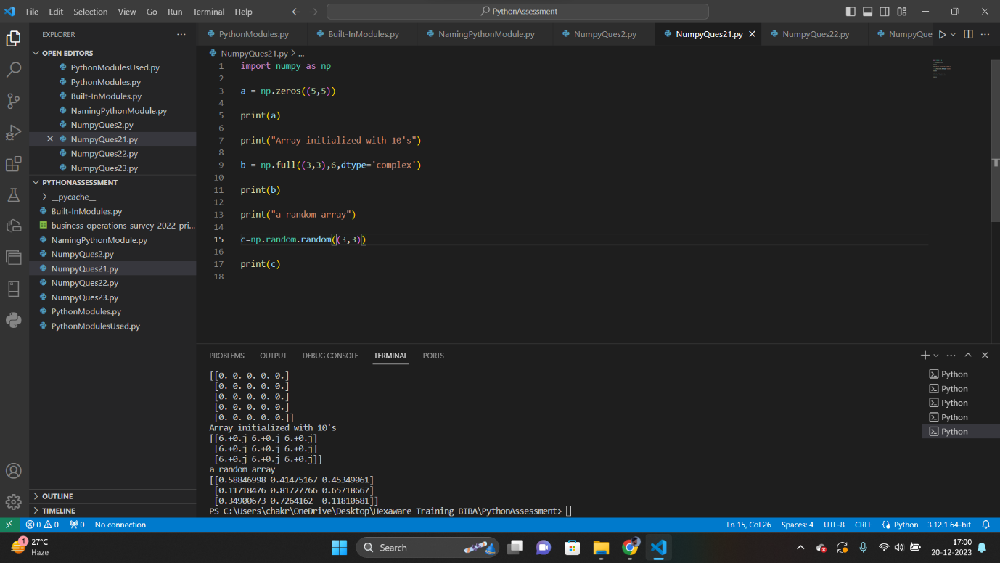 File Edit Selection View Go Run Terminal Help
PythonAssessment
EXPLORER
OPEN EDITORS
PythonModulesUsed.py
PythonModules.py
Built-InModules.py
NamingPythonModule.py
NumpyQues2.py
NumpyQues21.py
NumpyQues22.py
NumpyQues23.py
PYTHONASSESSMENT
__pycache__
Built-InModules.py
business-operations-survey-2022-pri...
NamingPythonModule.py
NumpyQues2.py
NumpyQues21.py
NumpyQues22.py
NumpyQues23.py
PythonModules.py
PythonModulesUsed.py
OUTLINE
TIMELINE
PythonModules.py Built-InModules.py NamingPythonModule.py NumpyQues2.py NumpyQues21.py NumpyQues22.py NumpyQue
NumpyQues21.py > ...
1 import numpy as np
2
3 a = np.zeros((5,5))
4
5 print(a)
6
7 print("Array initialized with 10's")
8
9 b = np.full((3,3),6,dtype='complex')
10
11 print(b)
12
13 print("a random array")
14
15 c=np.random.random((3,3))
16
17 print(c)
18
PROBLEMS OUTPUT DEBUG CONSOLE TERMINAL PORTS
[[0. 0. 0. 0. 0.]
[0. 0. 0. 0. 0.]
[0. 0. 0. 0. 0.]
[0. 0. 0. 0. 0.]
[0. 0. 0. 0. 0.]]
Array initialized with 10's
[[6.+0.j 6.+0.j 6.+0.j]
[6.+0.j 6.+0.j 6.+0.j]
[6.+0.j 6.+0.j 6.+0.j]]
a random array
[[0.58846998 0.41475167 0.45349061]
[0.11718476 0.81727766 0.65718667]
[0.34900673 0.7264162  0.11810681]]
PS C:\Users\chakr\OneDrive\Desktop\Hexaware Training BIBA\PythonAssessment>
Python
Python
Python
Python
Python
0 0 0 No connection Ln 15, Col 26 Spaces: 4 UTF-8 CRLF Python 3.12.1 64-bit
1
27°C
Haze
Search
17:00
20-12-2023